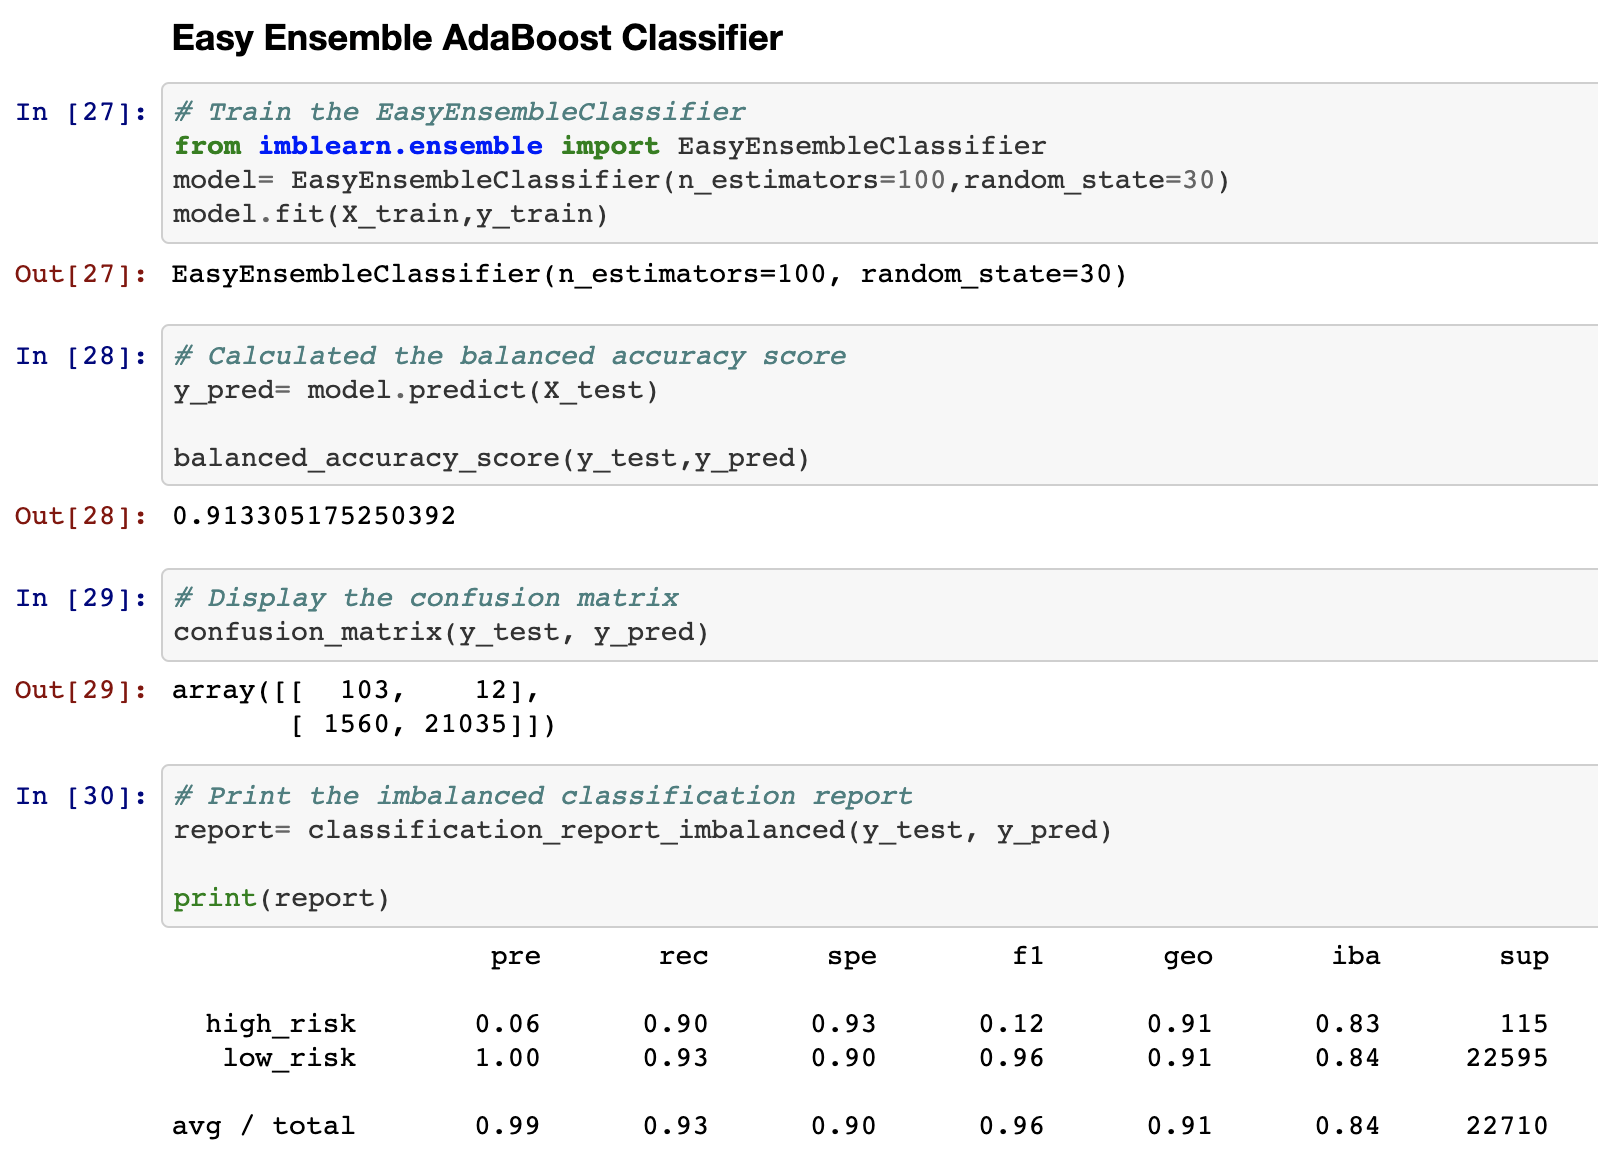 Easy Ensemble AdaBoost Classifier
In [27]: # Train the EasyEnsembleClassifier
from imblearn.ensemble import EasyEnsembleClassifier
model= EasyEnsembleClassifier(n_estimators=100,random_state=30)
model.fit(X_train,y_train)
Out[27]: EasyEnsembleClassifier(n_estimators=100, random_state=30)
In [28]: # Calculated the balanced accuracy score
y_pred= model.predict(X_test)
balanced_accuracy_score(y_test,y_pred)
Out[28]: 0.913305175250392
In [29]: # Display the confusion matrix
confusion_matrix(y_test, y_pred)
Out[29]: array([[  103,    12],
[ 1560, 21035]])
In [30]: # Print the imbalanced classification report
report= classification_report_imbalanced(y_test, y_pred)
print(report)
pre rec spe f1 geo iba sup
high_risk 0.06 0.90 0.93 0.12 0.91 0.83 115
low_risk 1.00 0.93 0.90 0.96 0.91 0.84 22595
avg / total 0.99 0.93 0.90 0.96 0.91 0.84 22710